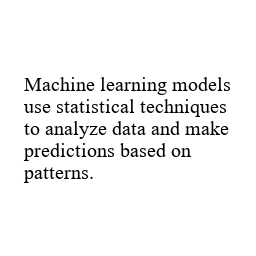 Machine learning models
use statistical techniques
to analyze data and make
predictions based on
patterns.